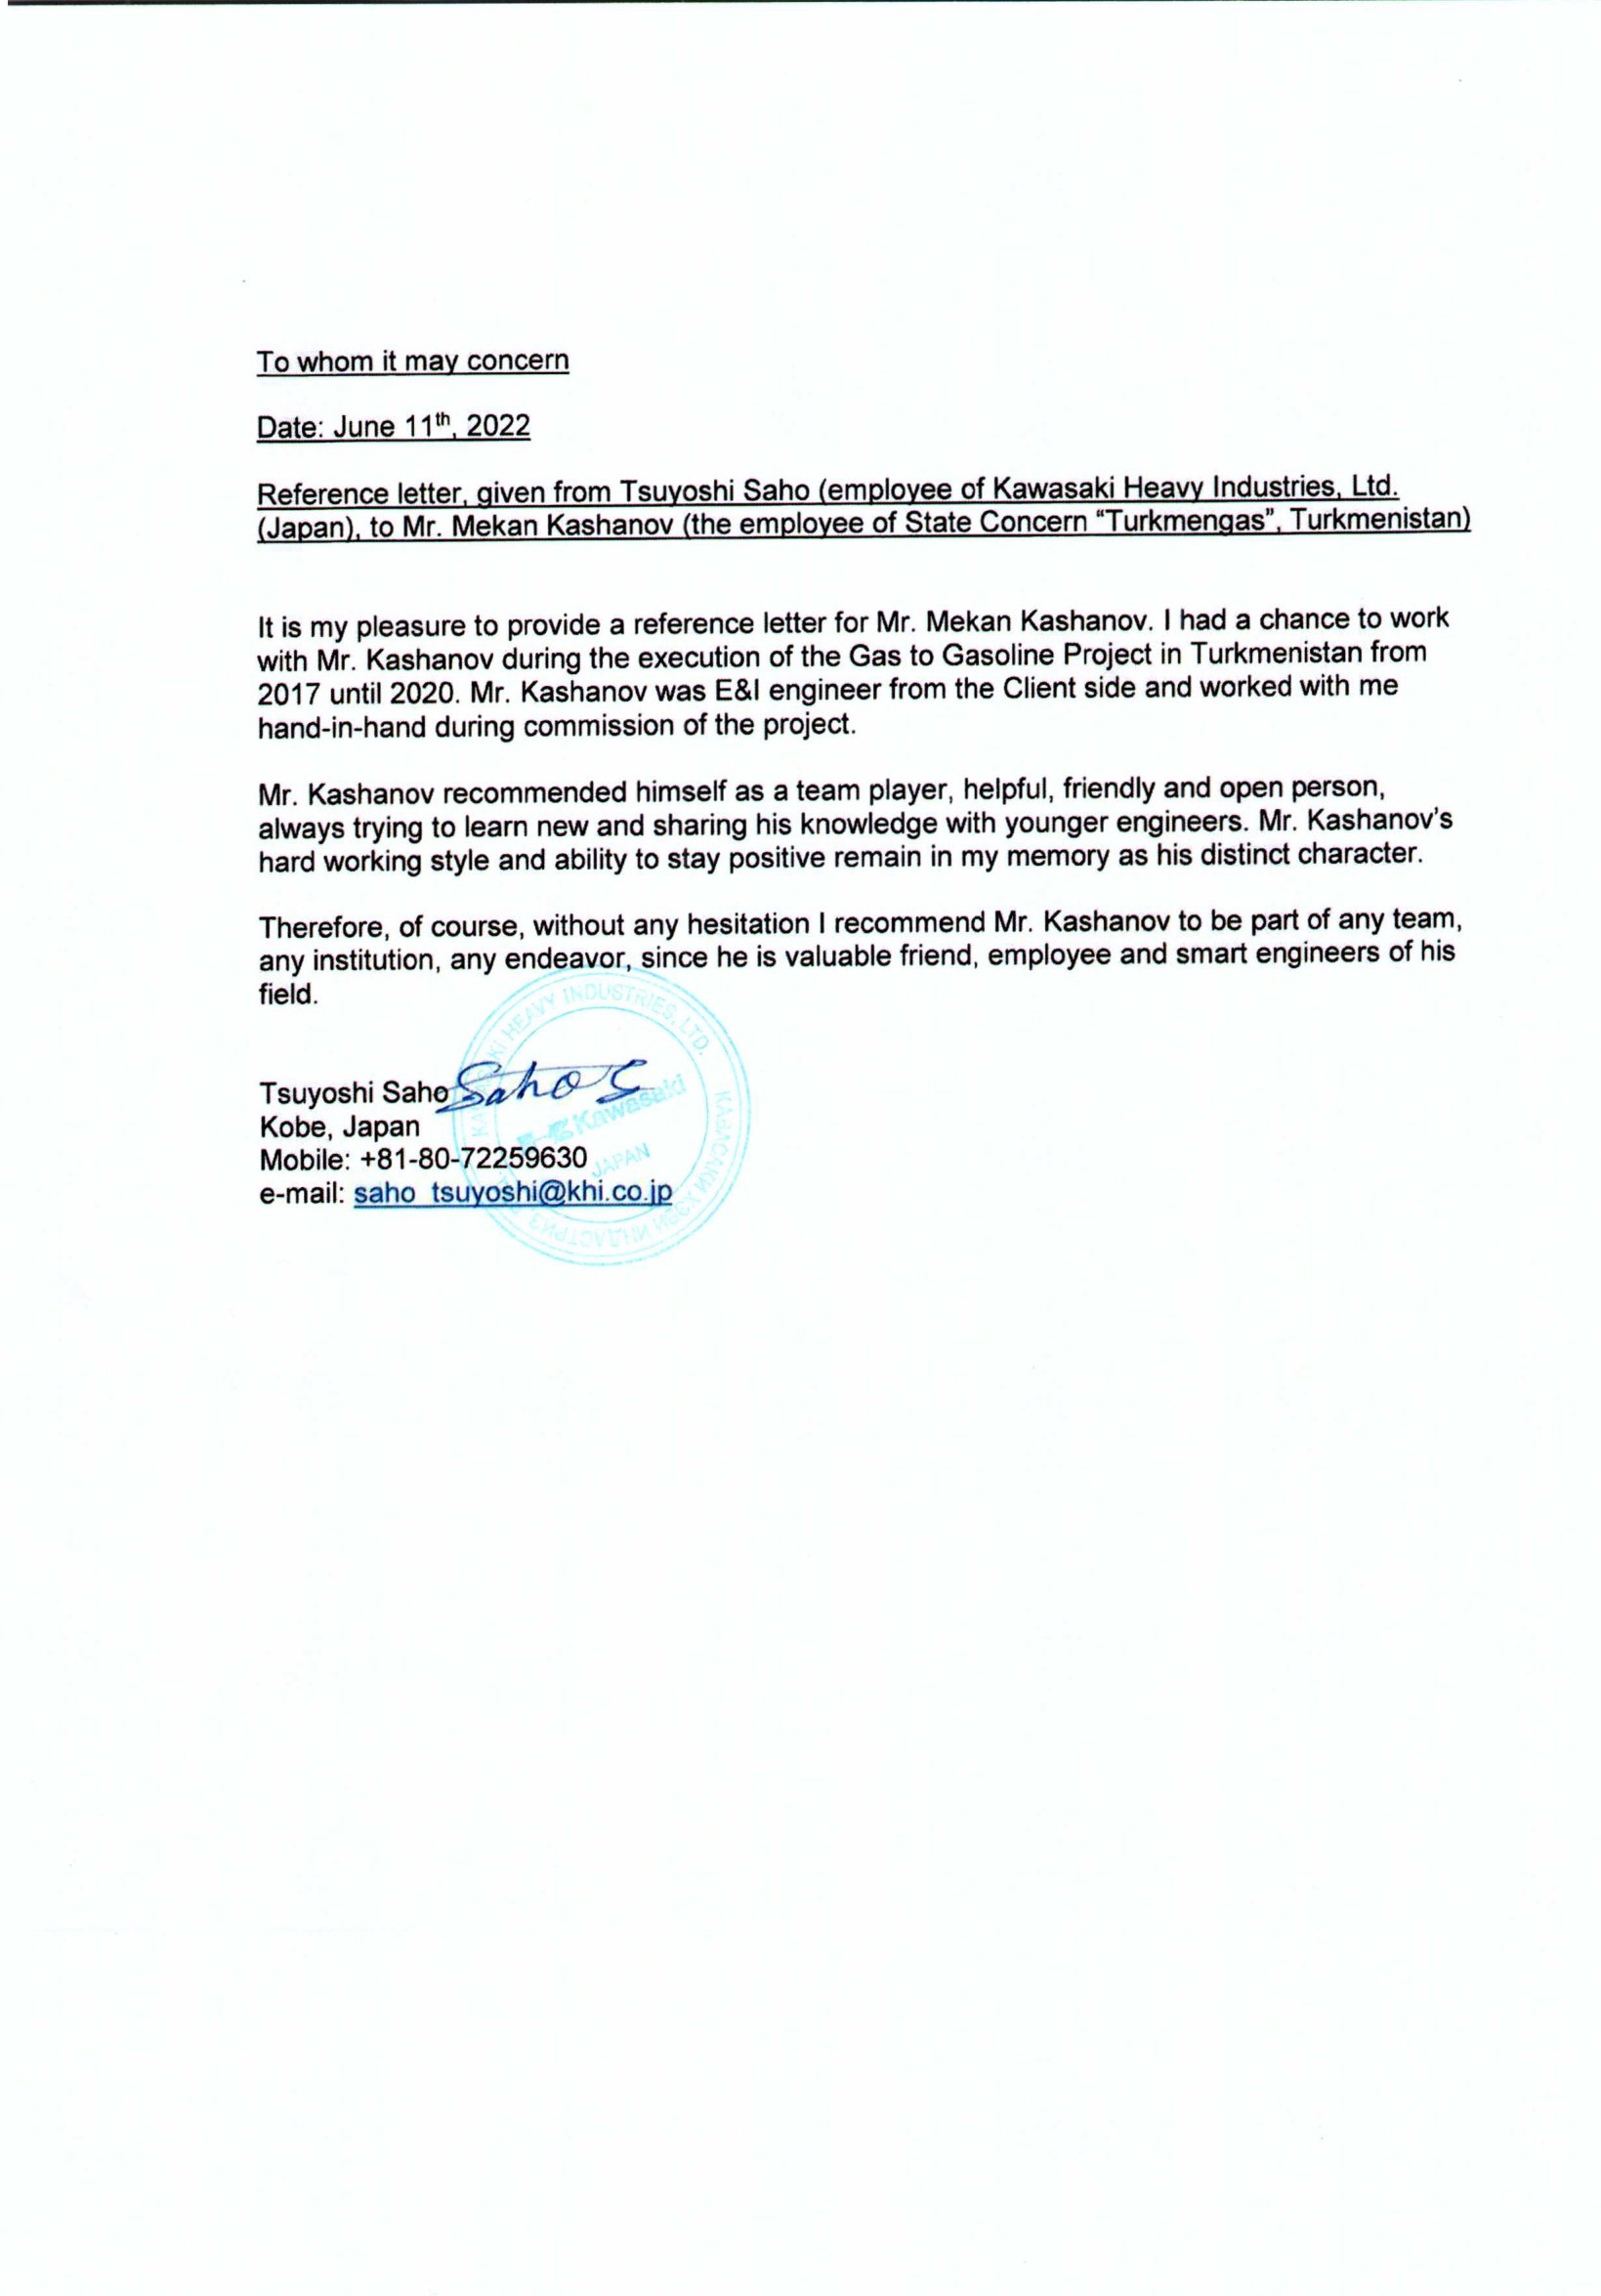 To whom it may concern
Date: June 11th, 2022
Reference letter, given from Tsuyoshi Saho (employee of Kawasaki Heavy Industries, Ltd.
(Japan), to Mr. Mekan Kashanov (the employee of State Concern “Turkmengas”, Turkmenistan)
It is my pleasure to provide a reference letter for Mr. Mekan Kashanov. I had a chance to work
with Mr. Kashanov during the execution of the Gas to Gasoline Project in Turkmenistan from
2017 until 2020. Mr. Kashanov was E&I engineer from the Client side and worked with me
hand-in-hand during commission of the project.
Mr. Kashanov recommended himself as a team player, helpful, friendly and open person,
always trying to learn new and sharing his knowledge with younger engineers. Mr. Kashanov’s
hard working style and ability to stay positive remain in my memory as his distinct character.
Therefore, of course, without any hesitation I recommend Mr. Kashanov to be part of any team,
any institution, any endeavor, since he is valuable friend, employee and smart engineers of his
field.
Tsuyoshi Saho Saho
Kobe, Japan
Mobile: +81-80-72259630
e-mail: saho_tsuyoshi@khi.co.jp
HEAVY INDUSTRIES, LTD.
Kawasaki
JAPAN
КАВАСАКИ ХЭВИ ИНДАСТРИЗ